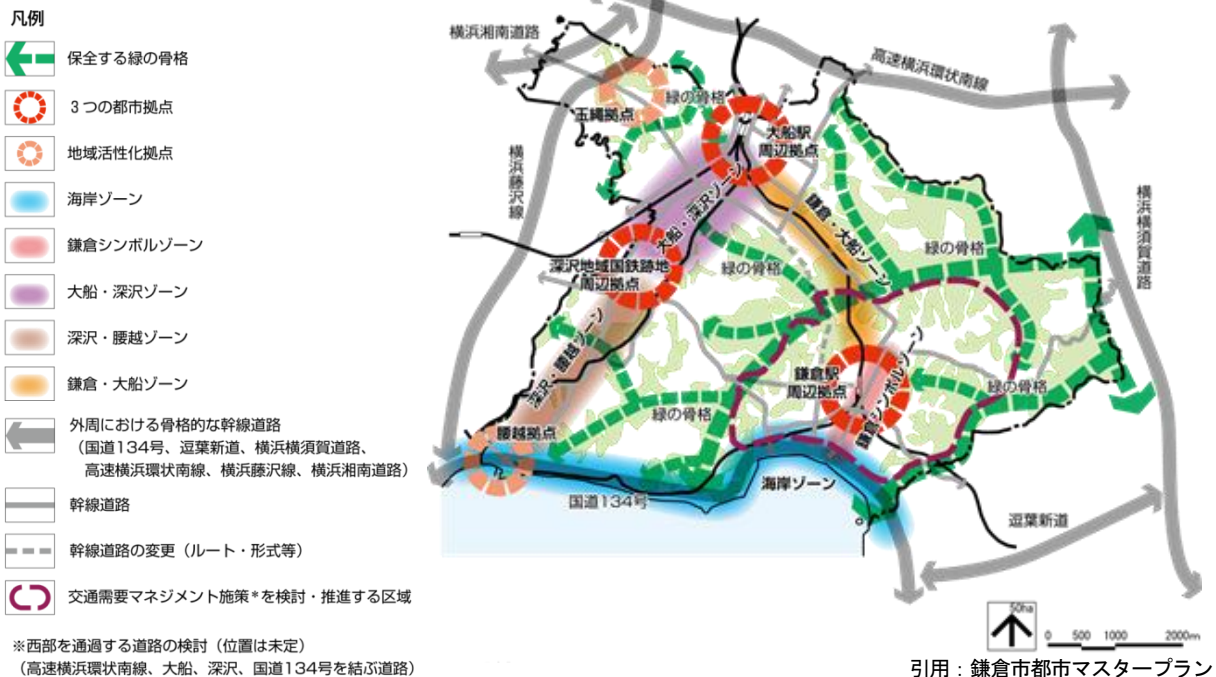 凡例
保全する緑の骨格
3つの都市拠点
地域活性化拠点
海岸ゾーン
鎌倉シンボルゾーン
大船・深沢ゾーン
深沢・腰越ゾーン
鎌倉・大船ゾーン
外周における骨格的な幹線道路
（国道134号、逗葉新道、横浜横須賀道路、
高速横浜環状南線、横浜藤沢線、横浜湘南道路）
幹線道路
幹線道路の変更（ルート・形式等）
交通需要マネジメント施策*を検討・推進する区域
※西部を通過する道路の検討（位置は未定）
（高速横浜環状南線、大船、深沢、国道134号を結ぶ道路）
横浜湘南道路
高速横浜環状南線
緑の骨格
玉縄拠点
大船駅
周辺拠点
横浜藤沢線
横浜横須賀道路
大船・深沢ゾーン
鎌倉・大船ゾーン
緑の骨格
緑の骨格
深沢地域国鉄跡地
周辺拠点
深沢・腰越ゾーン
鎌倉駅
周辺拠点
鎌倉シンボルゾーン
緑の骨格
緑の骨格
腰越拠点
海岸ゾーン
国道134号
逗葉新道
50ha
0 500 1000 2000m
引用：鎌倉市都市マスタープラン